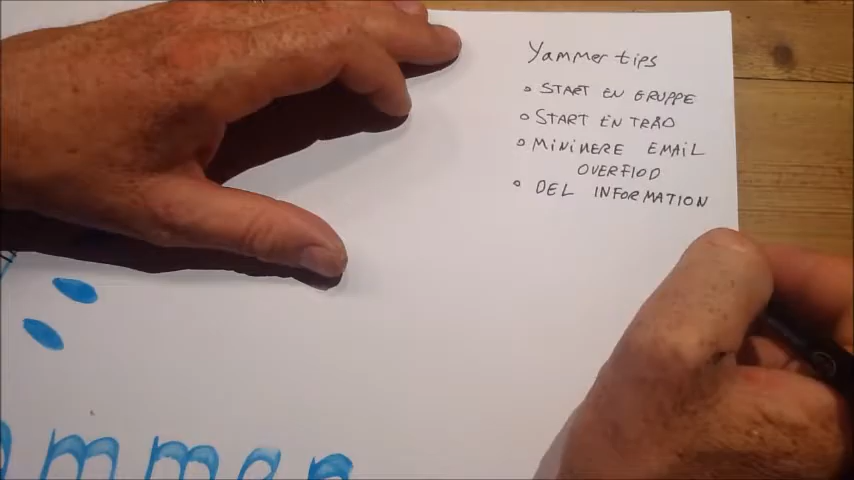 Yammer tips
• START EN GRUPPE
• START EN TRÅD
• MINIMERE EMAIL
OVERFLOD
• DEL INFORMATION
ammer